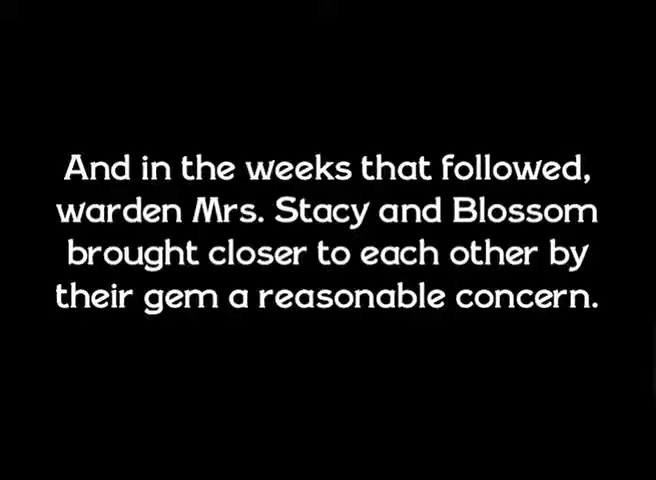 And in the weeks that followed,
warden Mrs. Stacy and Blossom
brought closer to each other by
their gem a reasonable concern.